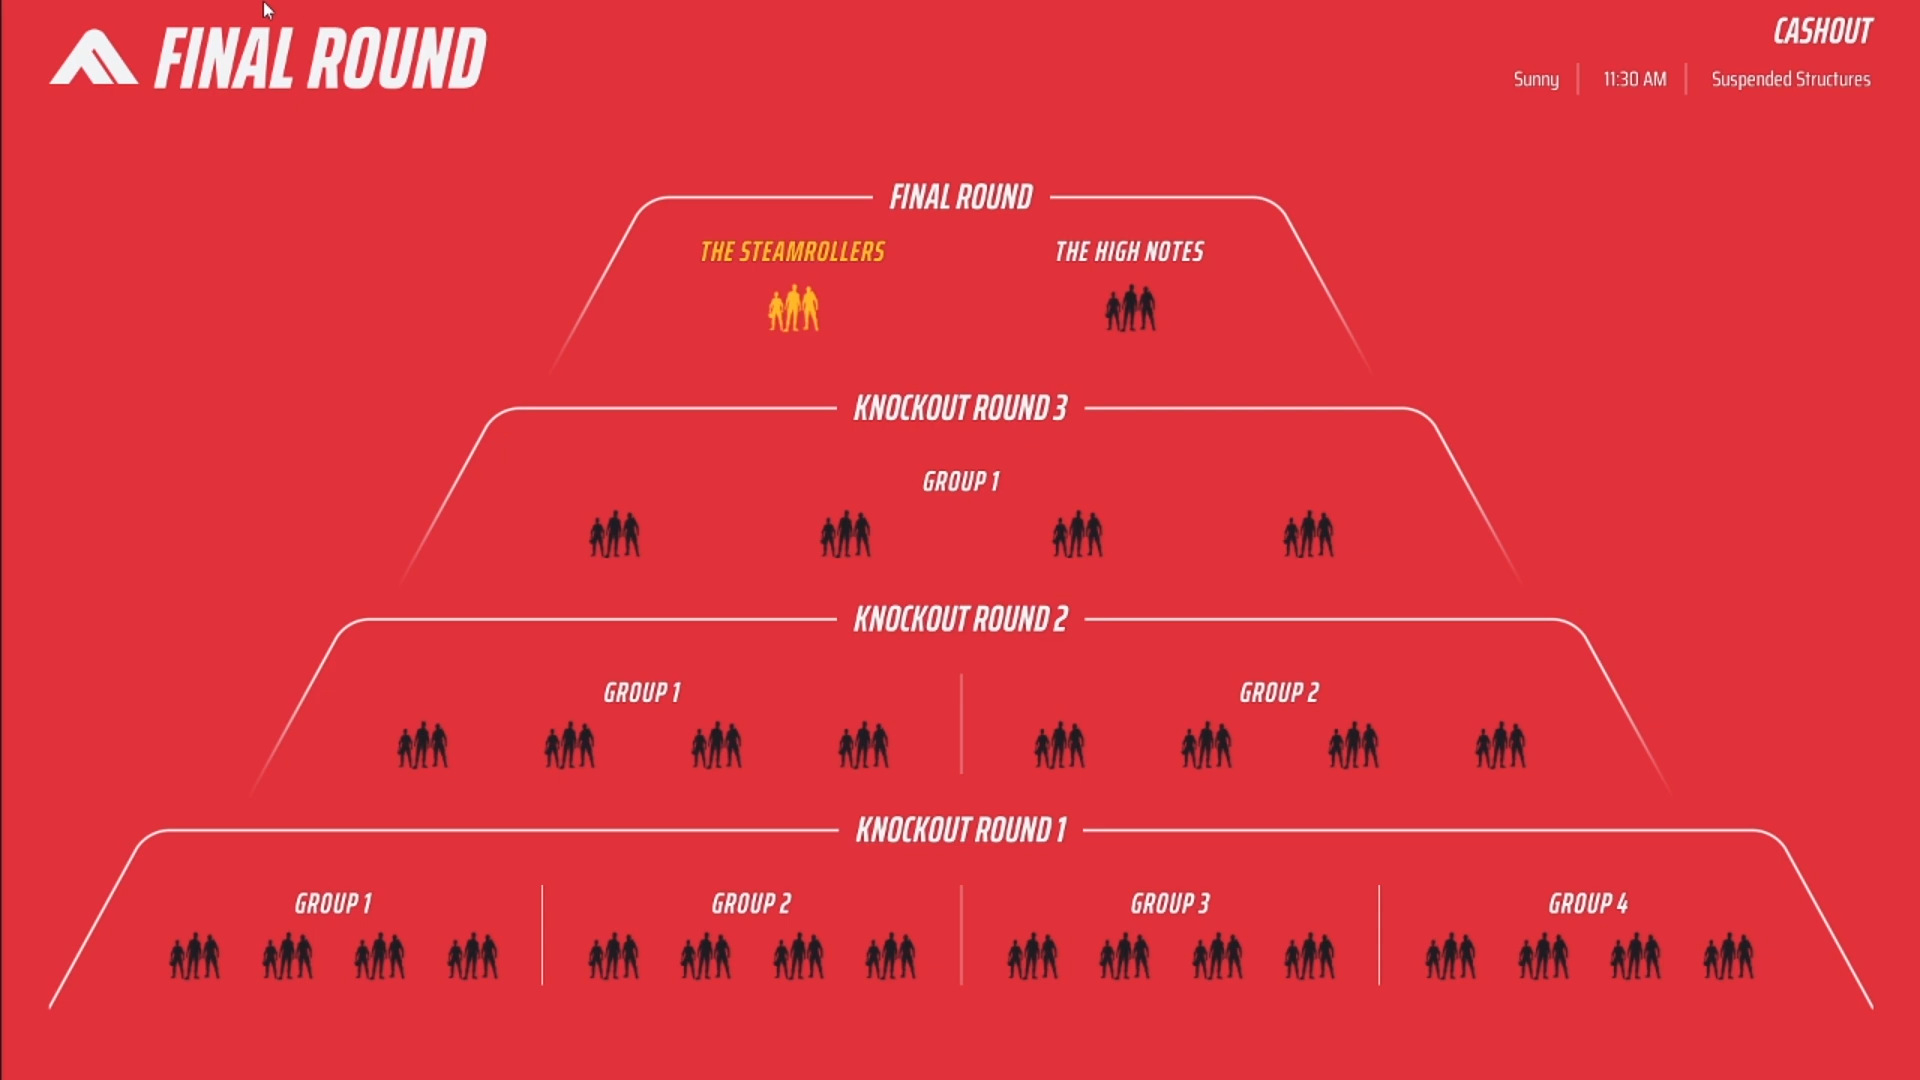 FINAL ROUND
CASHOUT
Sunny 11:30 AM Suspended Structures
FINAL ROUND
THE STEAMROLLERS THE HIGH NOTES
KNOCKOUT ROUND 3
GROUP 1
KNOCKOUT ROUND 2
GROUP 1 GROUP 2
KNOCKOUT ROUND 1
GROUP 1 GROUP 2 GROUP 3 GROUP 4